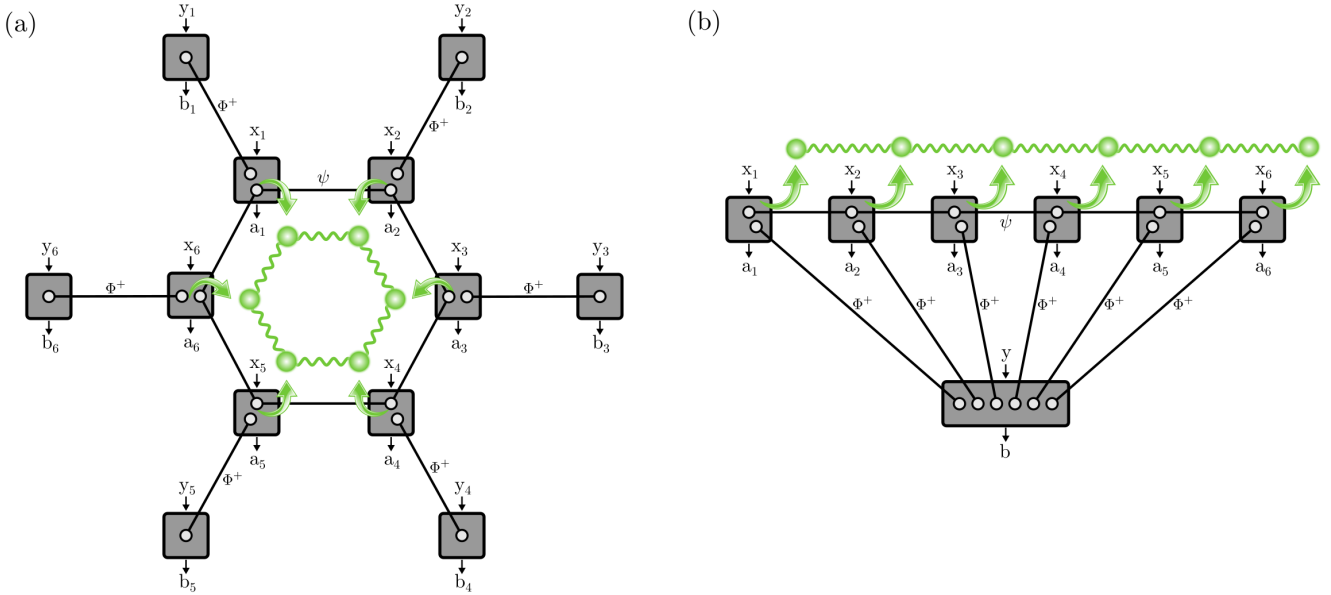 (a)
y₁
y₂
b₁
b₂
Φ⁺
Φ⁺
x₁
x₂
ψ
a₁
a₂
y₆
x₆
x₃
y₃
Φ⁺
Φ⁺
b₆
a₆
a₃
b₃
x₅
x₄
a₅
a₄
Φ⁺
Φ⁺
y₅
y₄
b₅
b₄
(b)
x₁ x₂ x₃ x₄ x₅ x₆
ψ
a₁ a₂ a₃ a₄ a₅ a₆
Φ⁺ Φ⁺ Φ⁺ Φ⁺ Φ⁺ Φ⁺
y
b